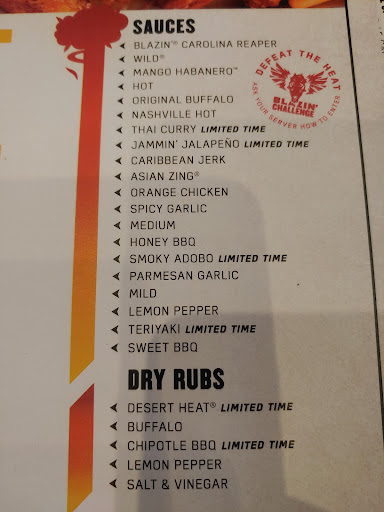 SAUCES
BLAZIN'® CAROLINA REAPER
WILD®
MANGO HABANERO™
HOT
ORIGINAL BUFFALO
NASHVILLE HOT
THAI CURRY LIMITED TIME
JAMMIN' JALAPEÑO LIMITED TIME
CARIBBEAN JERK
ASIAN ZING®
ORANGE CHICKEN
SPICY GARLIC
MEDIUM
HONEY BBQ
SMOKY ADOBO LIMITED TIME
PARMESAN GARLIC
MILD
LEMON PEPPER
TERIYAKI LIMITED TIME
SWEET BBQ
DEFEAT THE HEAT
BLAZIN'
CHALLENGE
ASK YOUR SERVER HOW TO ENTER
DRY RUBS
DESERT HEAT® LIMITED TIME
BUFFALO
CHIPOTLE BBQ LIMITED TIME
LEMON PEPPER
SALT & VINEGAR